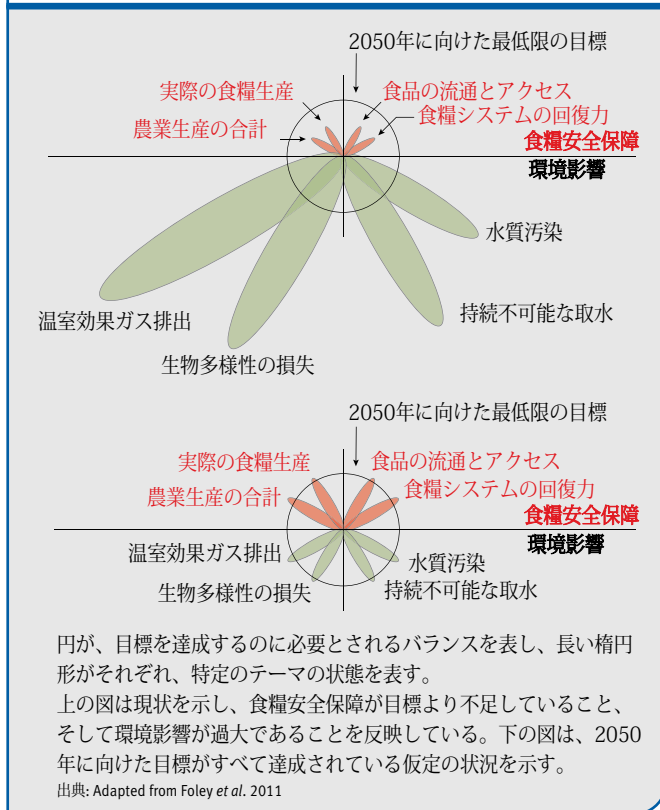 2050年に向けた最低限の目標
実際の食糧生産
食品の流通とアクセス
農業生産の合計
食糧システムの回復力
食糧安全保障
環境影響
水質汚染
温室効果ガス排出
持続不可能な取水
生物多様性の損失
2050年に向けた最低限の目標
実際の食糧生産
食品の流通とアクセス
農業生産の合計
食糧システムの回復力
食糧安全保障
環境影響
温室効果ガス排出
水質汚染
生物多様性の損失
持続不可能な取水
円が、目標を達成するのに必要とされるバランスを表し、長い楕円
形がそれぞれ、特定のテーマの状態を表す。
上の図は現状を示し、食糧安全保障が目標より不足していること、
そして環境影響が過大であることを反映している。下の図は、2050
年に向けた目標がすべて達成されている仮定の状況を示す。
出典: Adapted from Foley et al. 2011